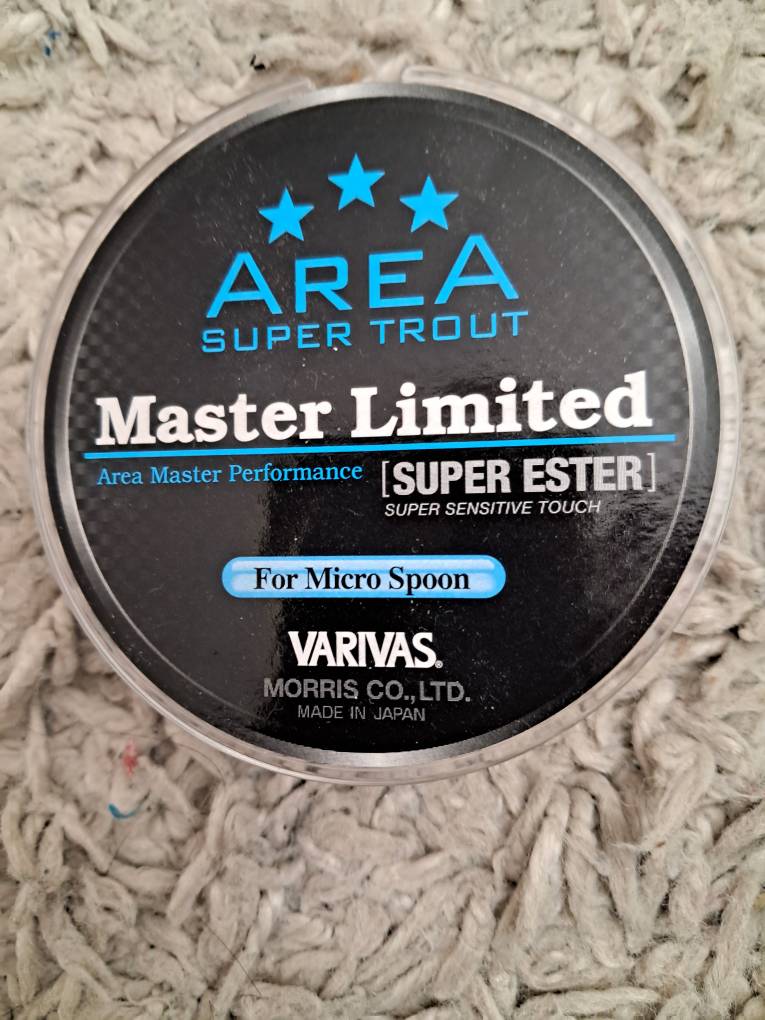 AREA
SUPER TROUT
Master Limited
Area Master Performance
[SUPER ESTER]
SUPER SENSITIVE TOUCH
For Micro Spoon
VARIVAS®
MORRIS CO.,LTD.
MADE IN JAPAN